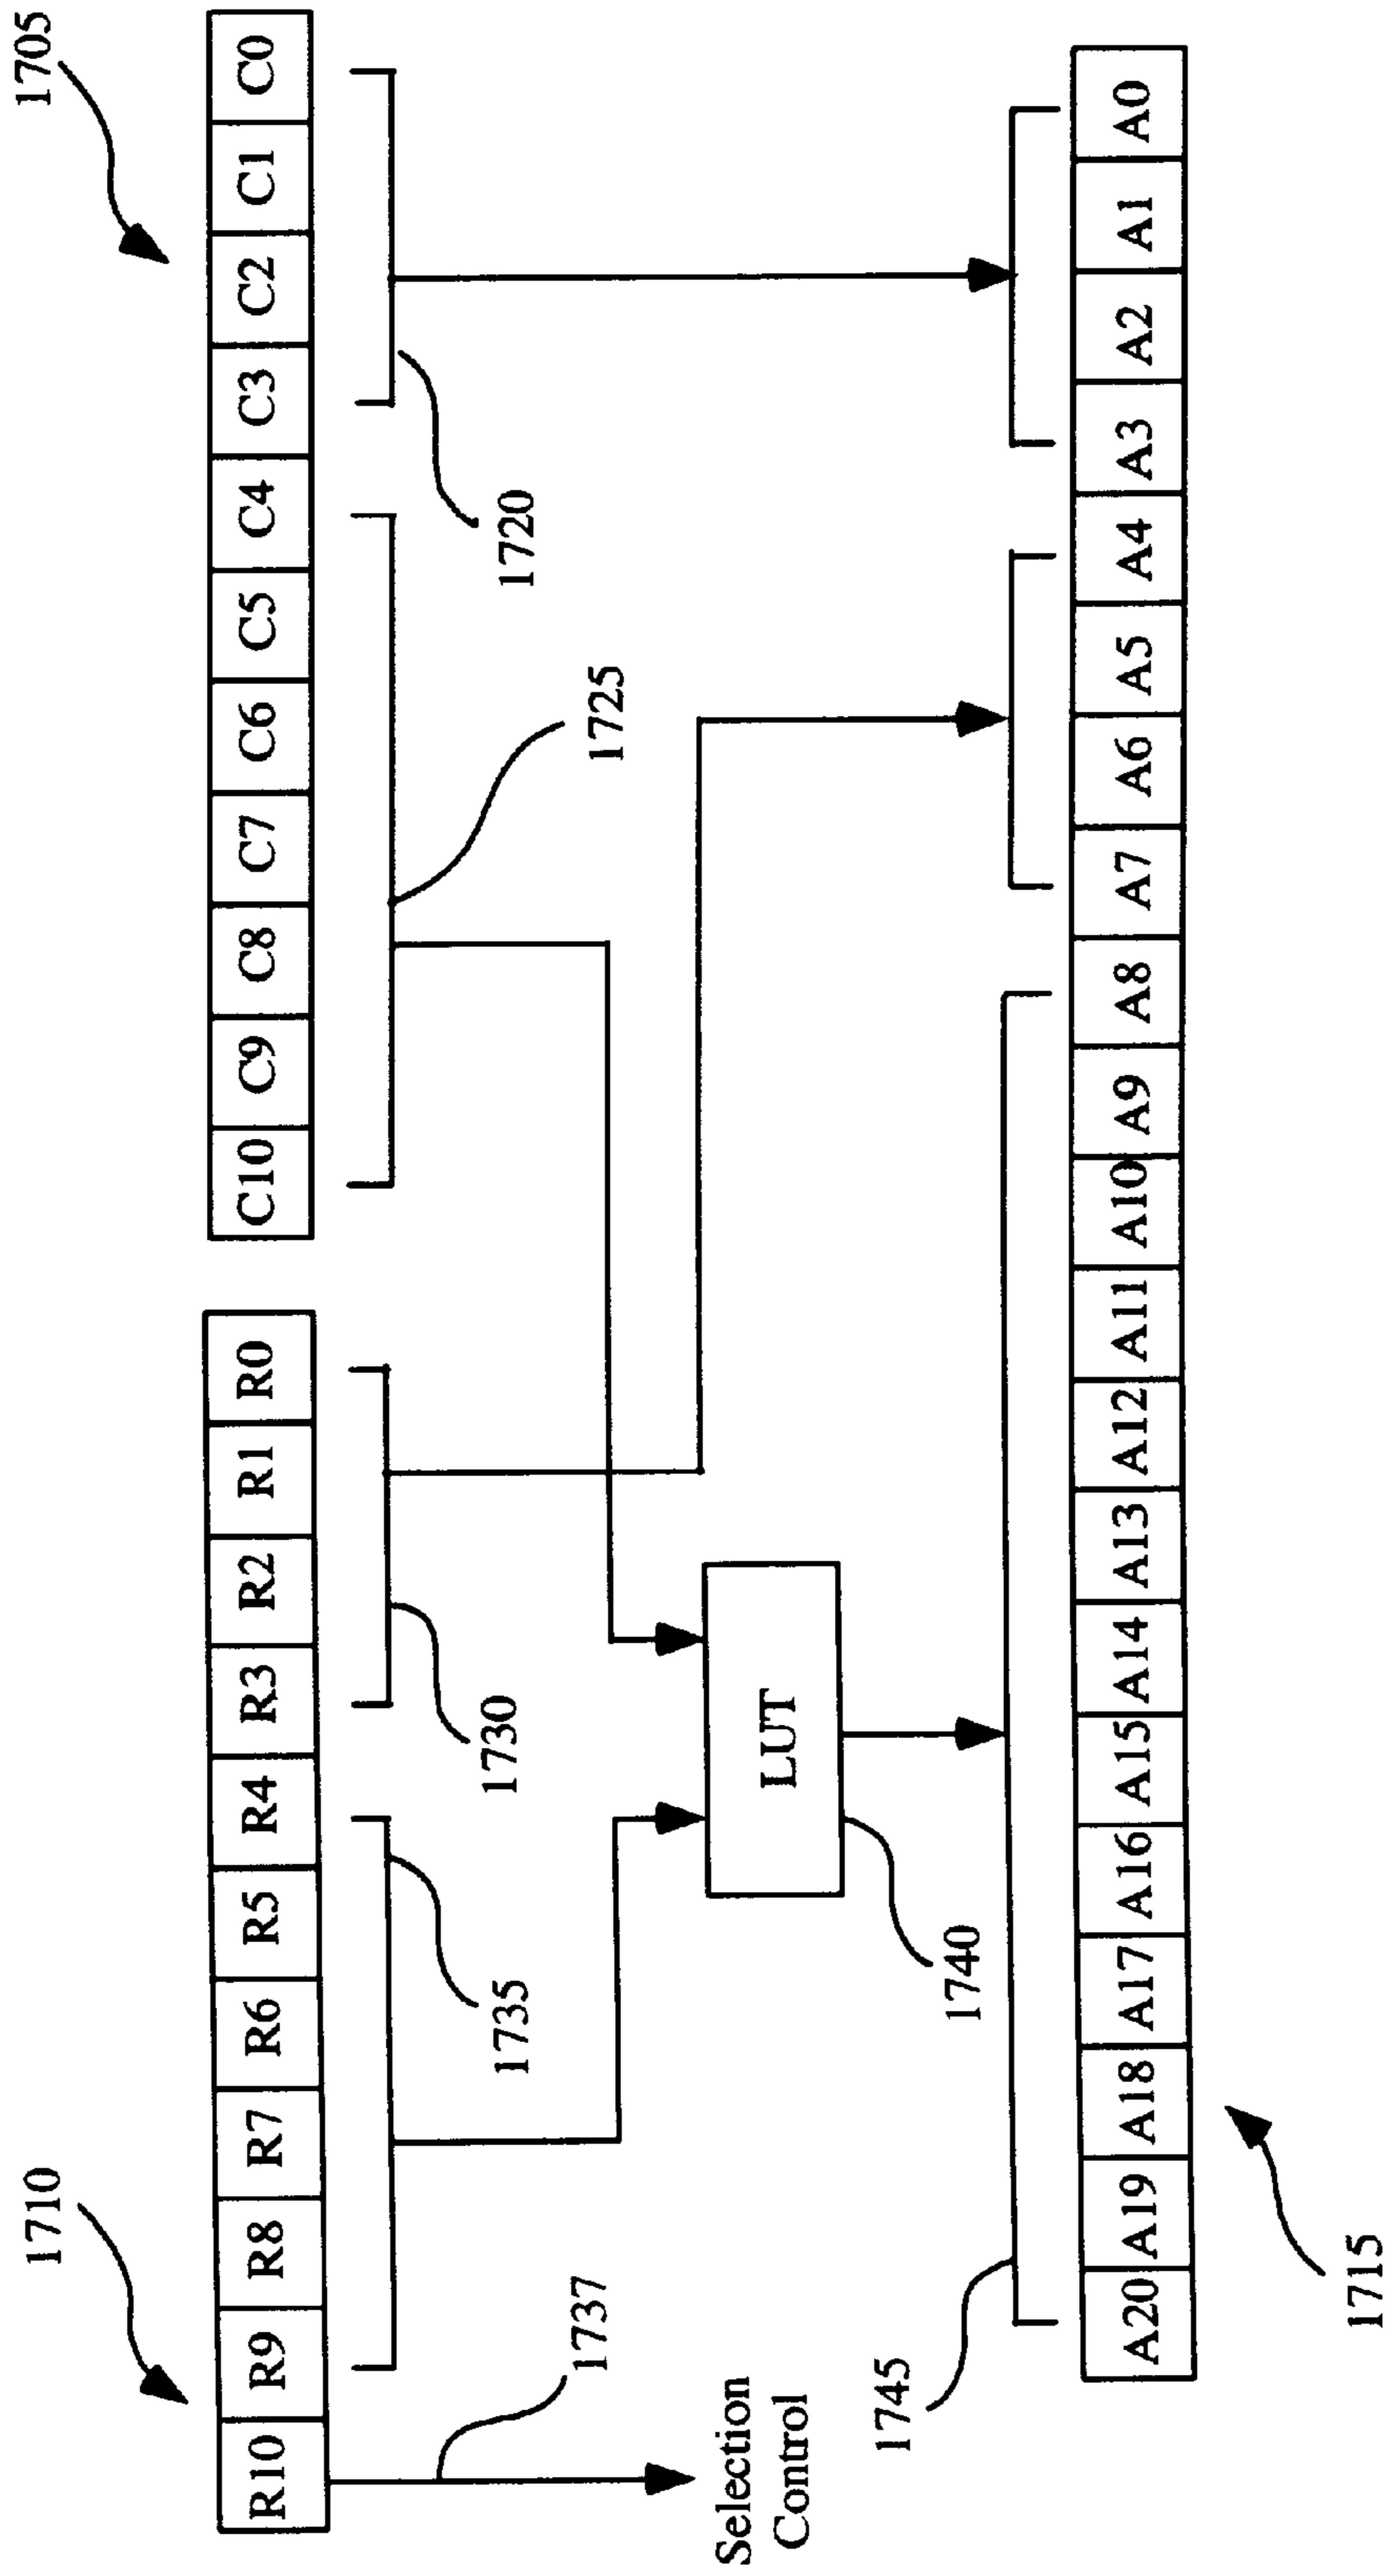 1710
1705
R10 R9 R8 R7 R6 R5 R4 R3 R2 R1 R0
C10 C9 C8 C7 C6 C5 C4 C3 C2 C1 C0
1737
1735
1730
1725
1720
Selection
Control
LUT
1740
1745
A20 A19 A18 A17 A16 A15 A14 A13 A12 A11 A10 A9 A8 A7 A6 A5 A4 A3 A2 A1 A0
1715